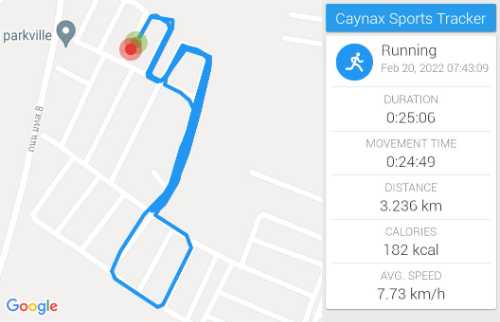 parkville
Google
Caynax Sports Tracker
Running
Feb 20, 2022 07:43:09
DURATION
0:25:06
MOVEMENT TIME
0:24:49
DISTANCE
3.236 km
CALORIES
182 kcal
AVG. SPEED
7.73 km/h